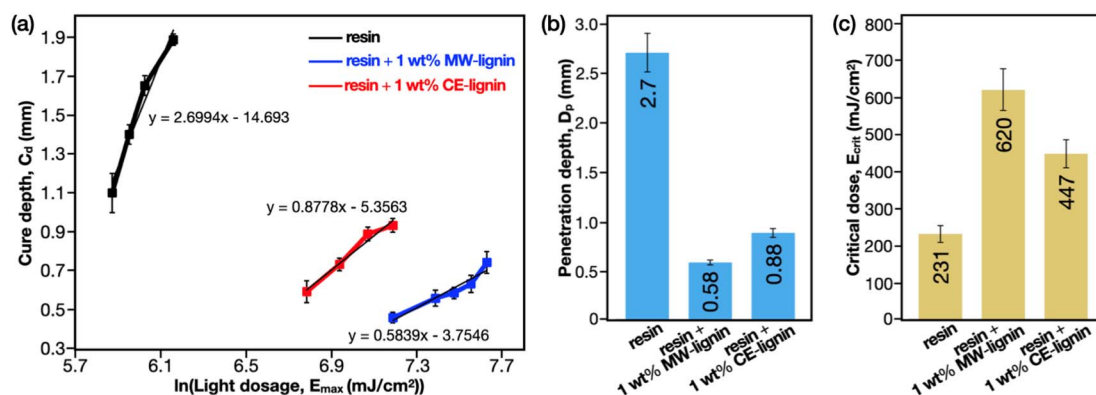 (a)
Cure depth, Cd (mm)
1.9
1.7
1.5
1.3
1.1
0.9
0.7
0.5
0.3
resin
resin + 1 wt% MW-lignin
resin + 1 wt% CE-lignin
y = 2.6994x - 14.693
y = 0.8778x - 5.3563
y = 0.5839x - 3.7546
5.7
6.1
6.5
6.9
7.3
7.7
ln(Light dosage, Emax (mJ/cm²))
(b)
Penetration depth, Dp (mm)
3.0
2.5
2.0
1.5
1.0
0.5
0
2.7
0.58
0.88
resin
resin +
1 wt% MW-lignin
resin +
1 wt% CE-lignin
(c)
Critical dose, Ecrit (mJ/cm²)
800
700
600
500
400
300
200
100
0
231
620
447
resin
resin +
1 wt% MW-lignin
resin +
1 wt% CE-lignin